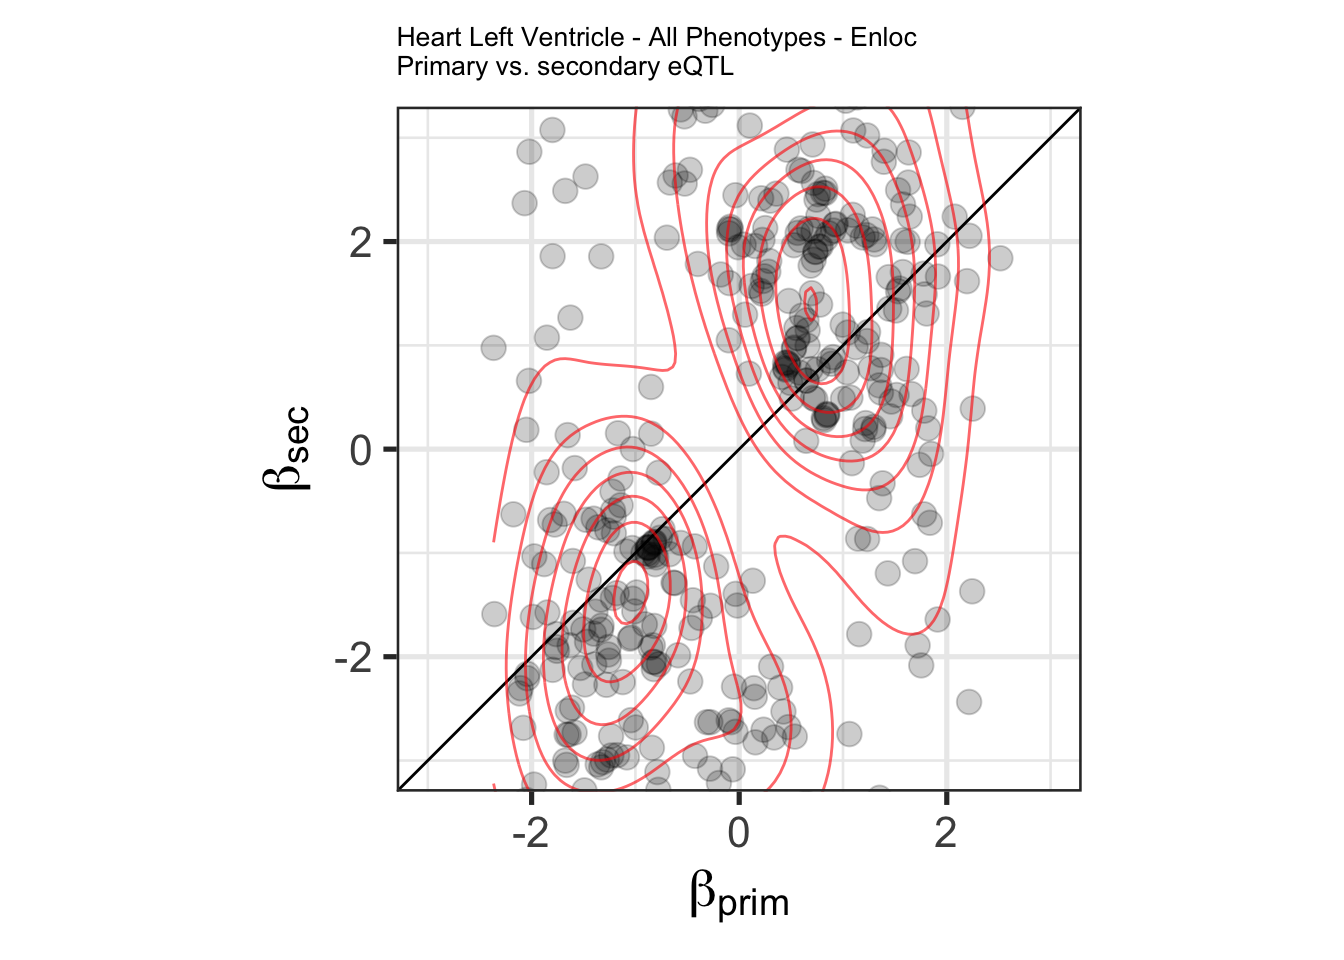 Heart Left Ventricle - All Phenotypes - Enloc
Primary vs. secondary eQTL
2
0
-2
βsec
-2 0 2
βprim